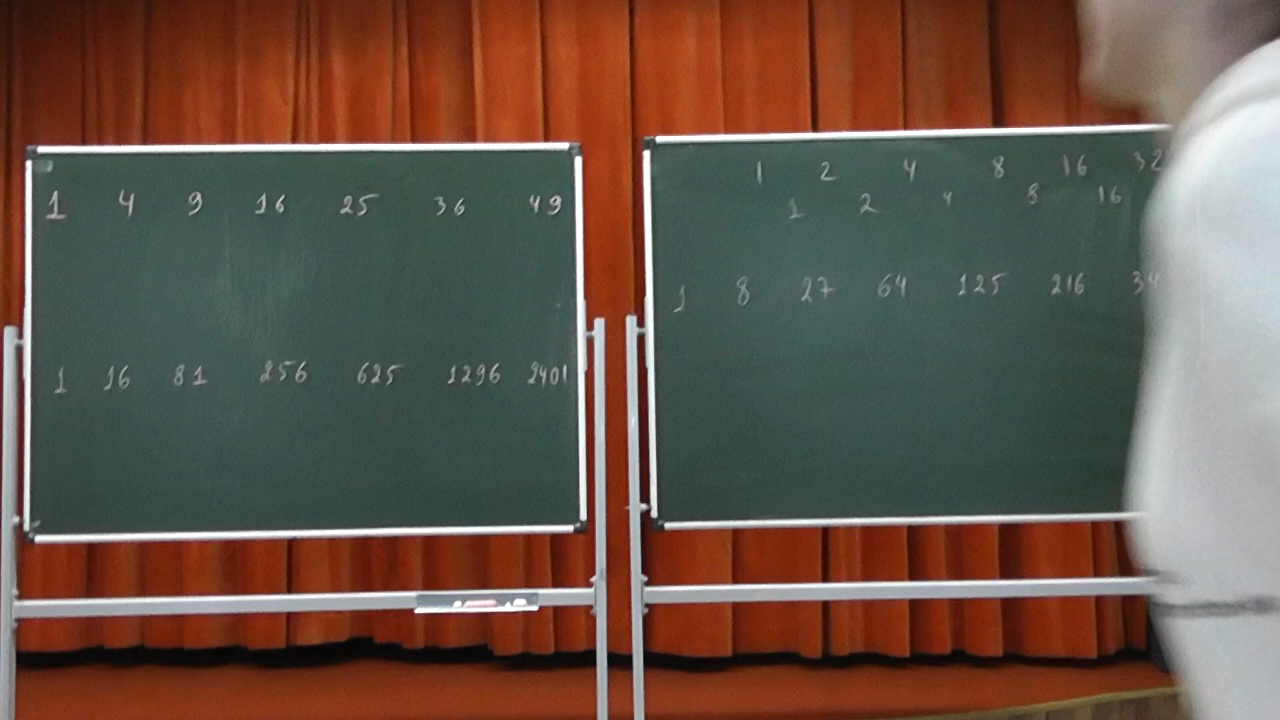 1 4 9 16 25 36 49
1 16 81 256 625 1296 2401
1 2 4 8 16 32
1 2 4 8 16
1 8 27 64 125 216 34